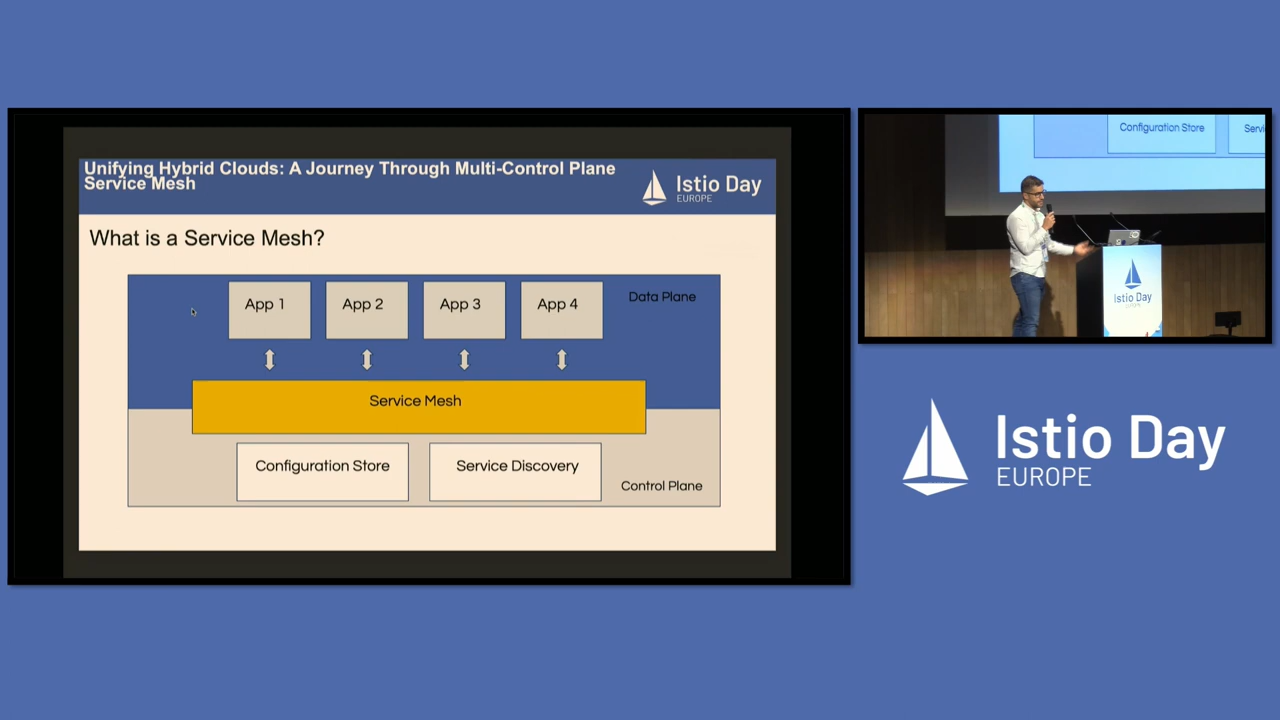 Unifying Hybrid Clouds: A Journey Through Multi-Control Plane
Service Mesh
Istio Day
EUROPE
What is a Service Mesh?
App 1
App 2
App 3
App 4
Data Plane
Service Mesh
Configuration Store
Service Discovery
Control Plane
Configuration Store
Servi
Istio Day
Istio Day
EUROPE